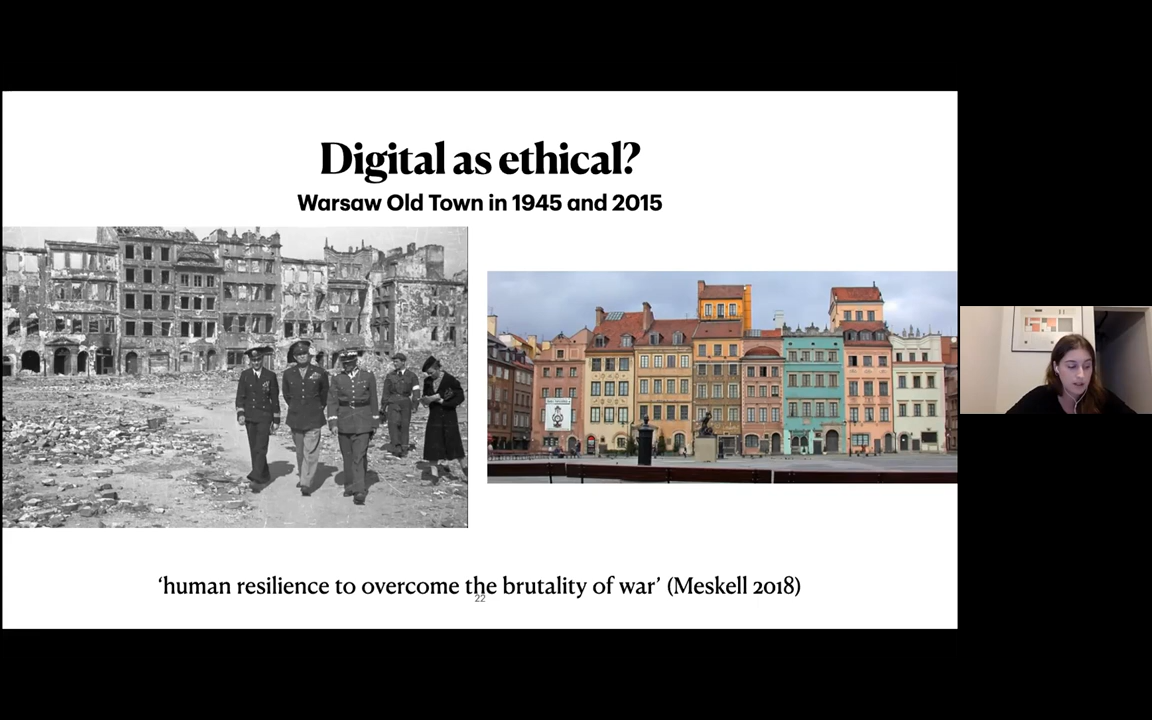 Digital as ethical?
Warsaw Old Town in 1945 and 2015
‘human resilience to overcome the brutality of war’ (Meskell 2018)
22